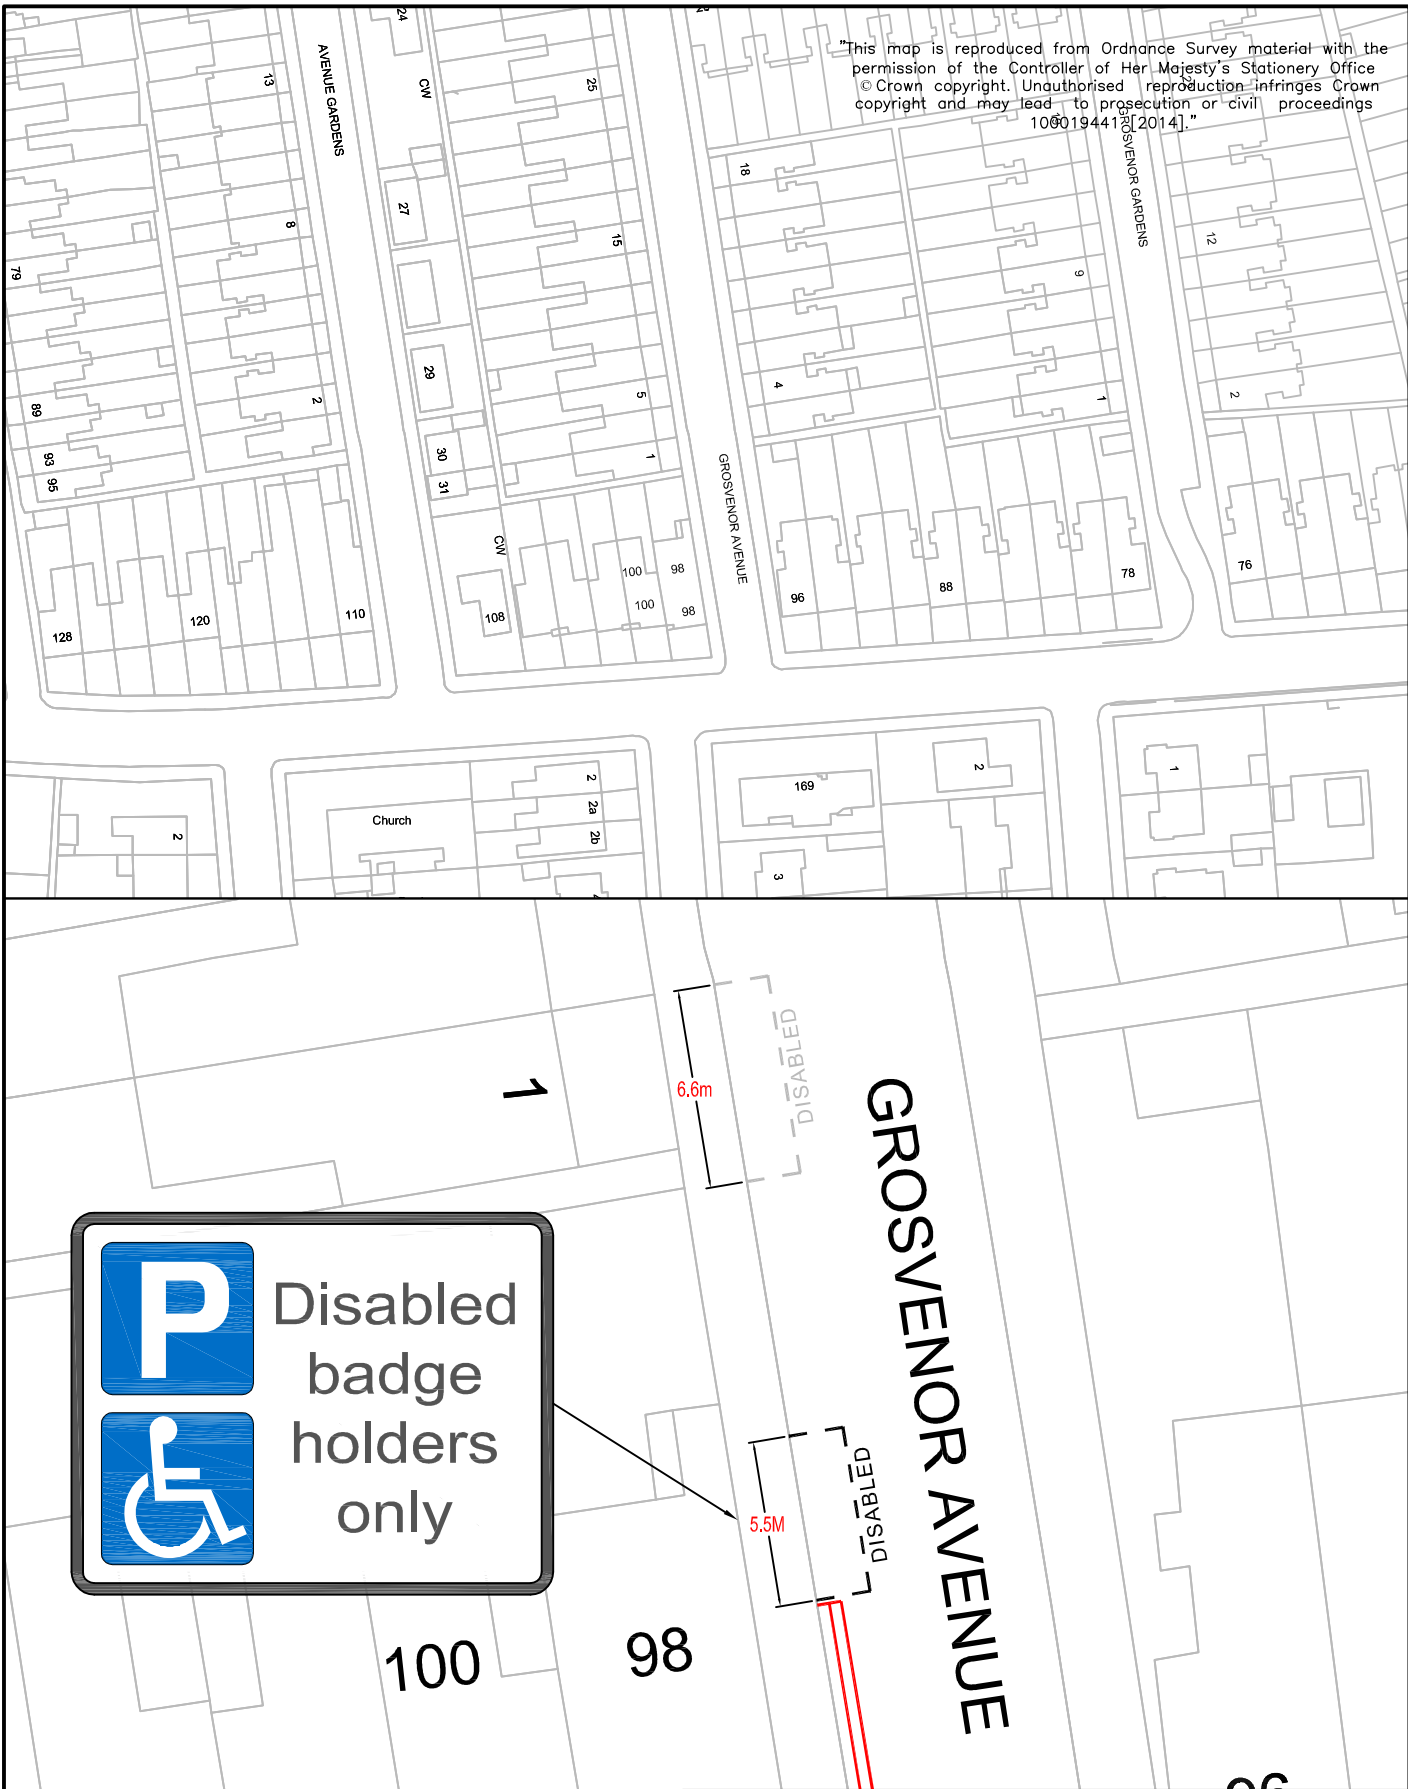 "This map is reproduced from Ordnance Survey material with the
permission of the Controller of Her Majesty's Stationery Office
© Crown copyright. Unauthorised reproduction infringes Crown
copyright and may lead to prosecution or civil proceedings
100019441 [2014]."
24
AVENUE GARDENS
CW
13
25
18
GROSVENOR GARDENS
27
8
15
12
79
9
29
4
2
5
1
2
89
30
93
31
95
1
GROSVENOR AVENUE
CW
100
98
76
78
88
96
100
98
108
110
120
128
2
2
1
169
2a
Church
2b
2
3
DISABLED
6.6m
1
GROSVENOR AVENUE
P
Disabled
badge
holders
only
DISABLED
5.5M
98
100